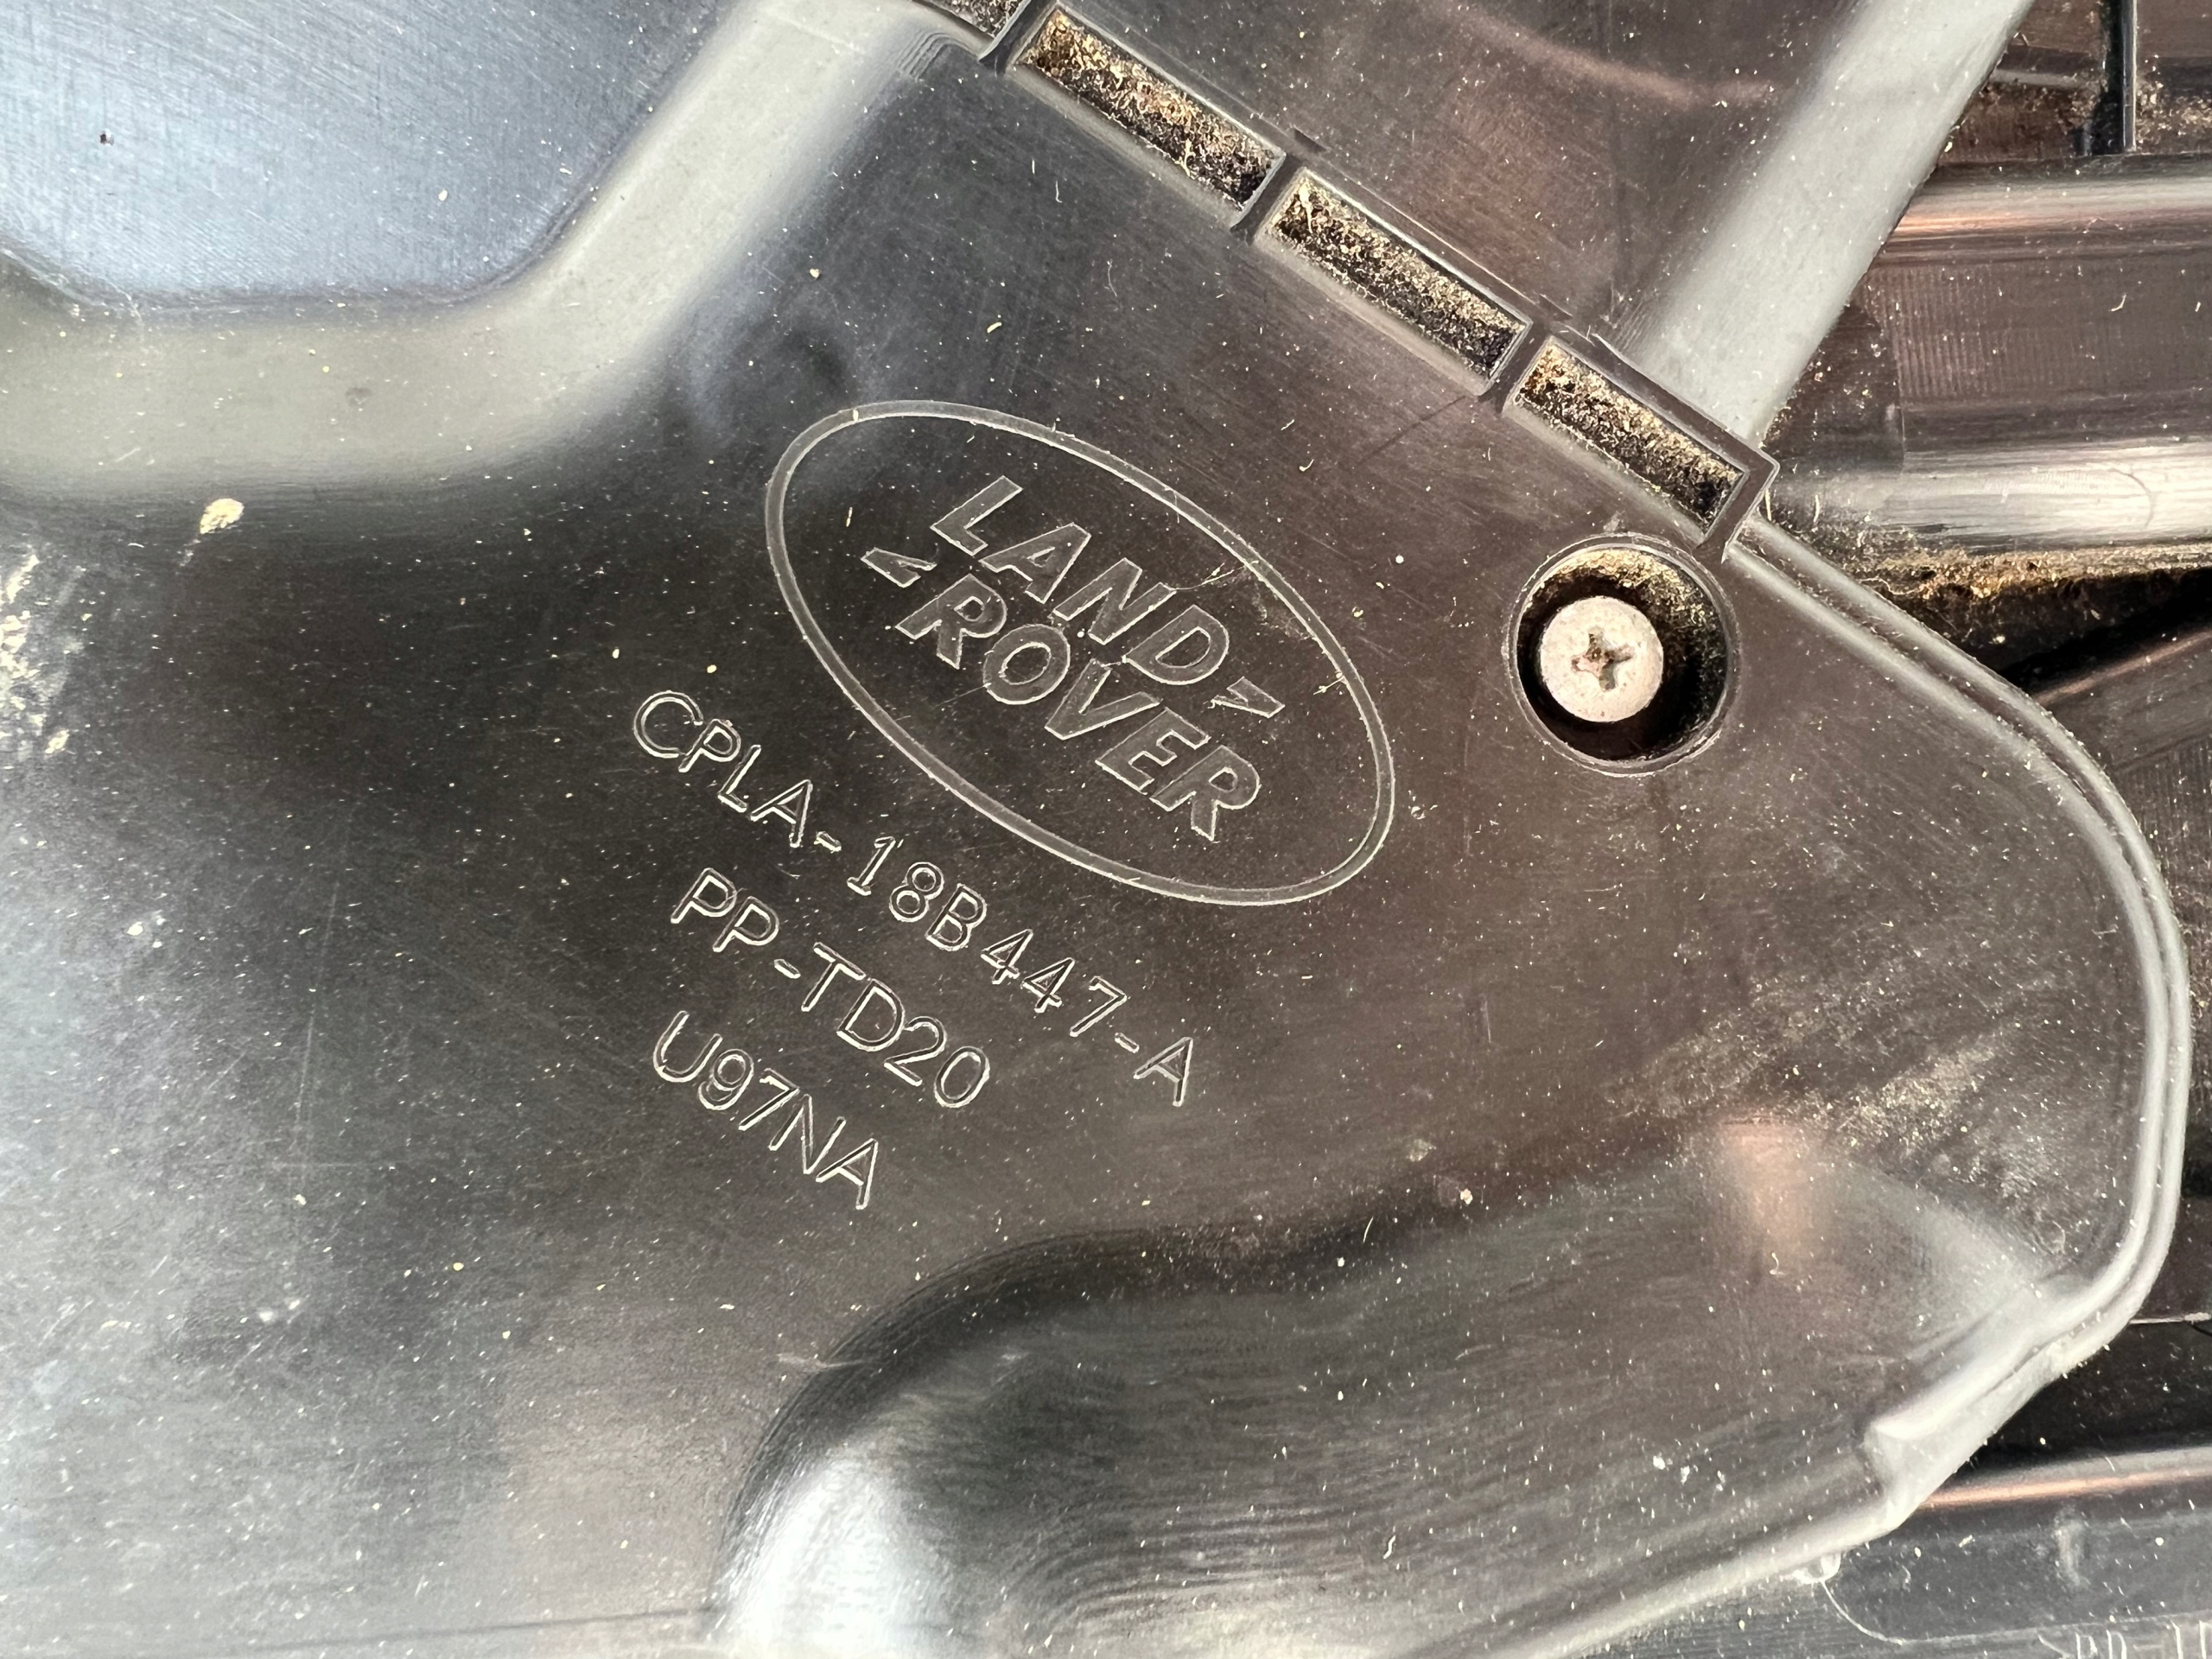 LAND
ROVER
CPLA-18B447-A
PP-TD20
U97NA